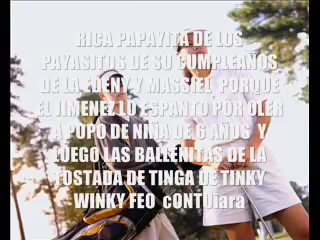 RICA PAPAYITA DE LOS
PAYASITOS DE SU CUMPLEAÑOS
DE LA EDENY Y MASSIEL PORQUE
EL JIMENEZ LO ESPANTO POR OLER
A POPO DE NIÑA DE 6 AÑOS Y
LUEGO LAS BALLENITAS DE LA
TOSTADA DE TINGA DE TINKY
WINKY FEO cONTUiara